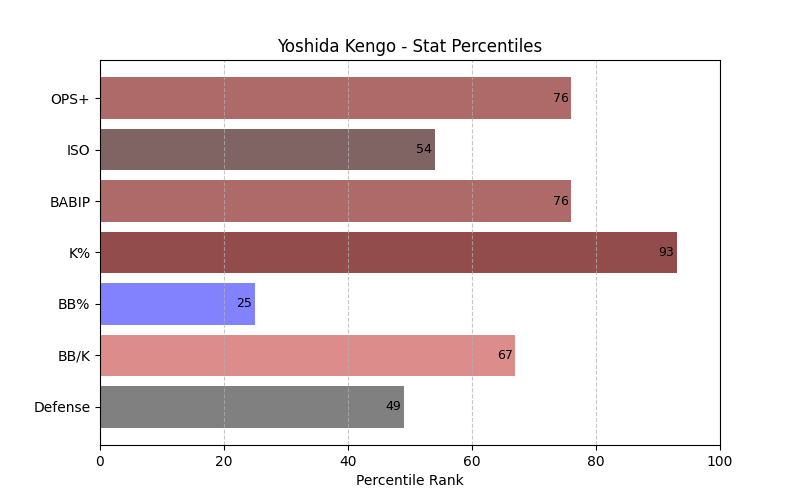 Yoshida Kengo - Stat Percentiles
OPS+ 76
ISO 54
BABIP 76
K% 93
BB% 25
BB/K 67
Defense 49
0 20 40 60 80 100
Percentile Rank